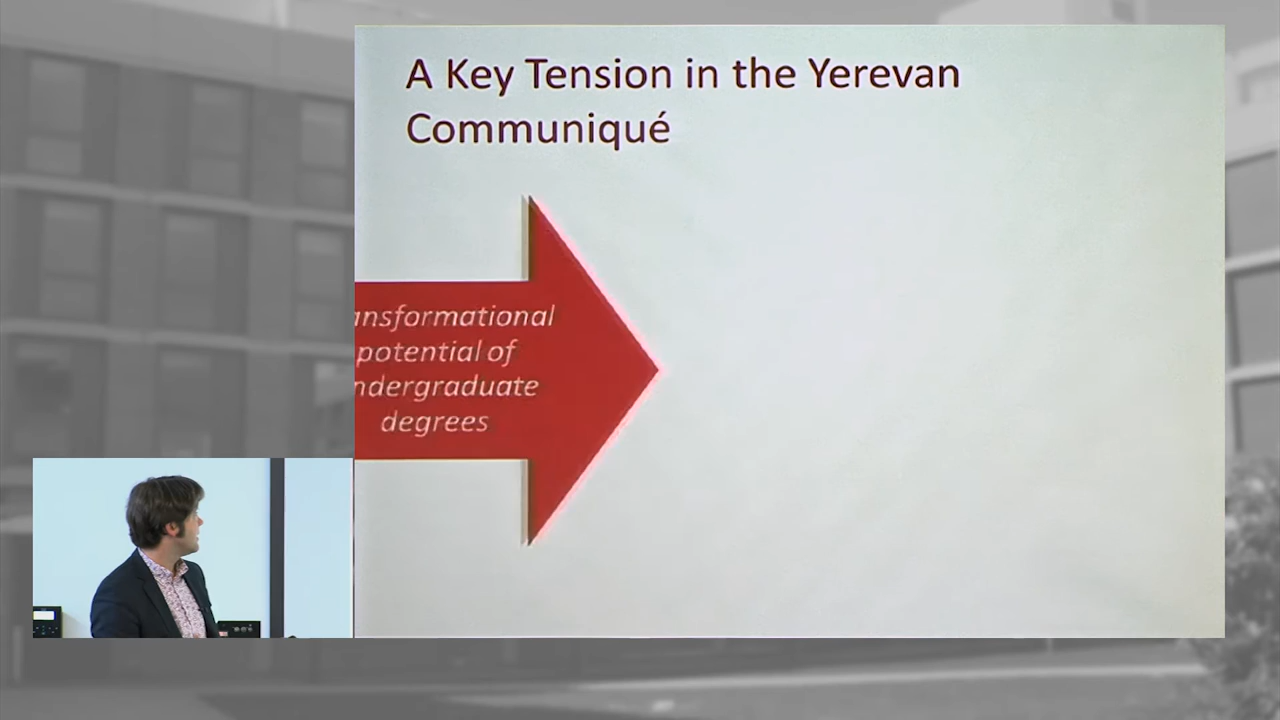 A Key Tension in the Yerevan
Communiqué
ansformational
potential of
ndergraduate
degrees